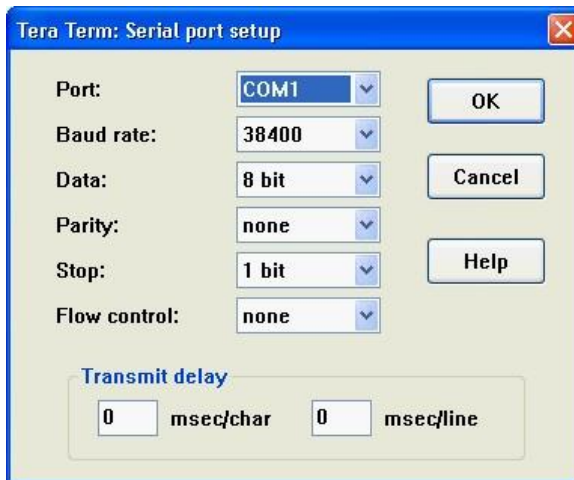 Tera Term: Serial port setup
Port: COM1 OK
Baud rate: 38400
Data: 8 bit Cancel
Parity: none
Stop: 1 bit Help
Flow control: none
Transmit delay
0 msec/char 0 msec/line